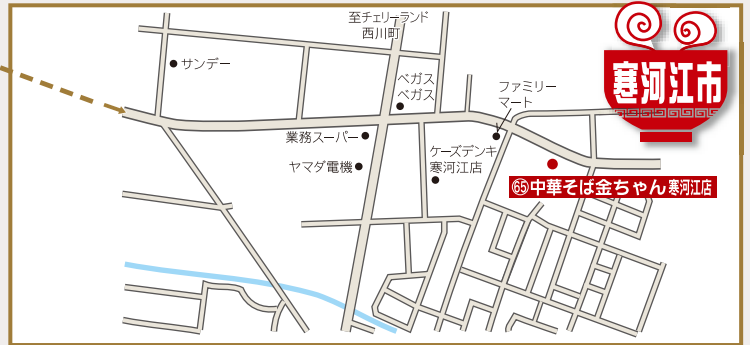 至チェリーランド
西川町
サンデー
ベガス
ベガス
ファミリー
マート
業務スーパー
ケーズデンキ
寒河江店
ヤマダ電機
寒河江市
65中華そば金ちゃん寒河江店